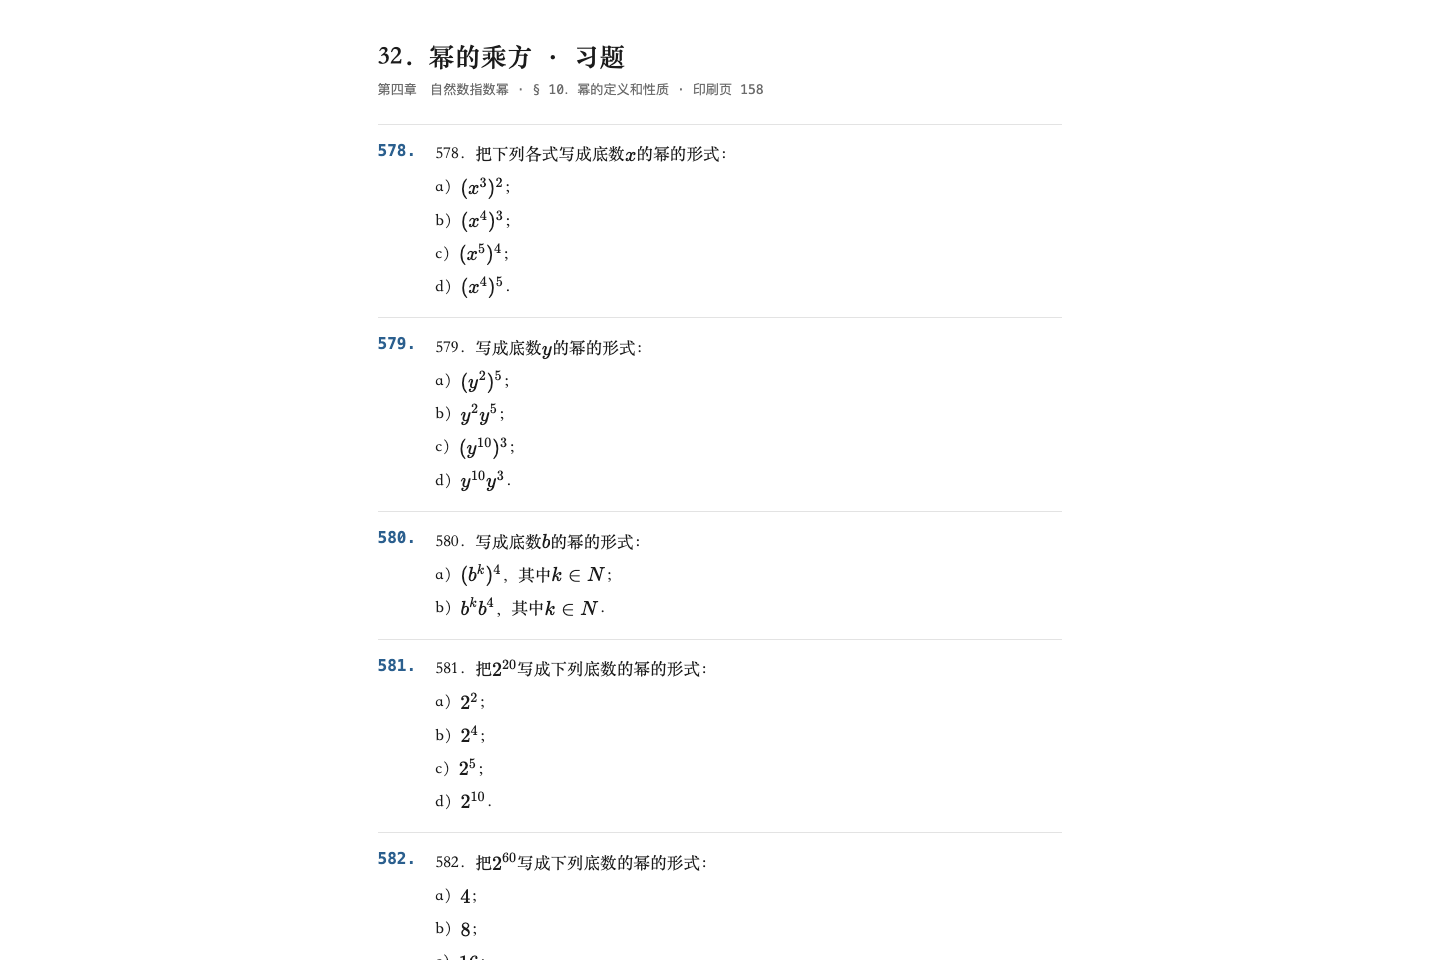 32. 幂的乘方 · 习题
第四章 自然数指数幂 · § 10. 幂的定义和性质 · 印刷页 158
578. 578. 把下列各式写成底数x的幂的形式：
a) (x³)²;
b) (x⁴)³;
c) (x⁵)⁴;
d) (x⁴)⁵.
579. 579. 写成底数y的幂的形式：
a) (y²)⁵;
b) y²y⁵;
c) (y¹⁰)³;
d) y¹⁰y³.
580. 580. 写成底数b的幂的形式：
a) (bᵏ)⁴, 其中k ∈ N;
b) bᵏb⁴, 其中k ∈ N.
581. 581. 把2²⁰写成下列底数的幂的形式：
a) 2²;
b) 2⁴;
c) 2⁵;
d) 2¹⁰.
582. 582. 把2⁶⁰写成下列底数的幂的形式：
a) 4;
b) 8;